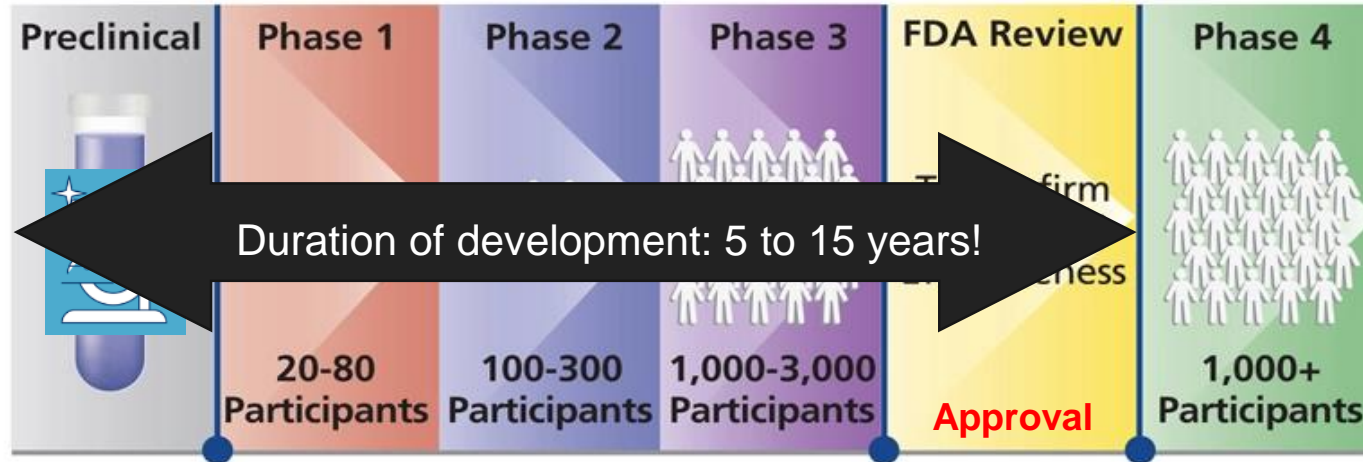 Preclinical
Phase 1
Phase 2
Phase 3
FDA Review
Phase 4
Duration of development: 5 to 15 years!
20-80
Participants
100-300
Participants
1,000-3,000
Participants
Approval
1,000+
Participants